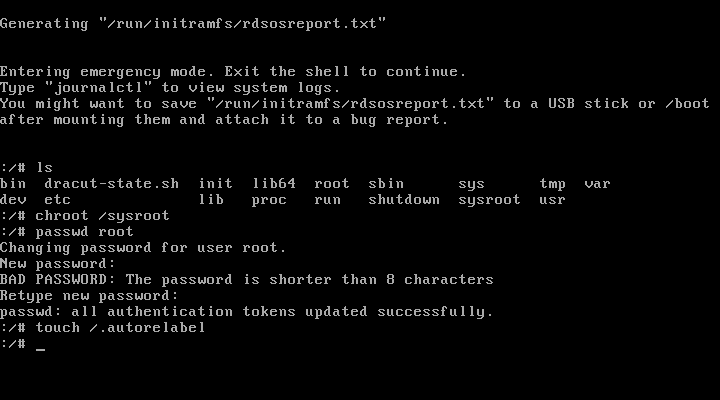 Generating "/run/initramfs/rdsosreport.txt"
Entering emergency mode. Exit the shell to continue.
Type "journalctl" to view system logs.
You might want to save "/run/initramfs/rdsosreport.txt" to a USB stick or /boot
after mounting them and attach it to a bug report.
:/# ls
bin  dracut-state.sh  init  lib64  root  sbin      sys      tmp  var
dev  etc              lib   proc   run   shutdown  sysroot  usr
:/# chroot /sysroot
:/# passwd root
Changing password for user root.
New password:
BAD PASSWORD: The password is shorter than 8 characters
Retype new password:
passwd: all authentication tokens updated successfully.
:/# touch /.autorelabel
:/# _